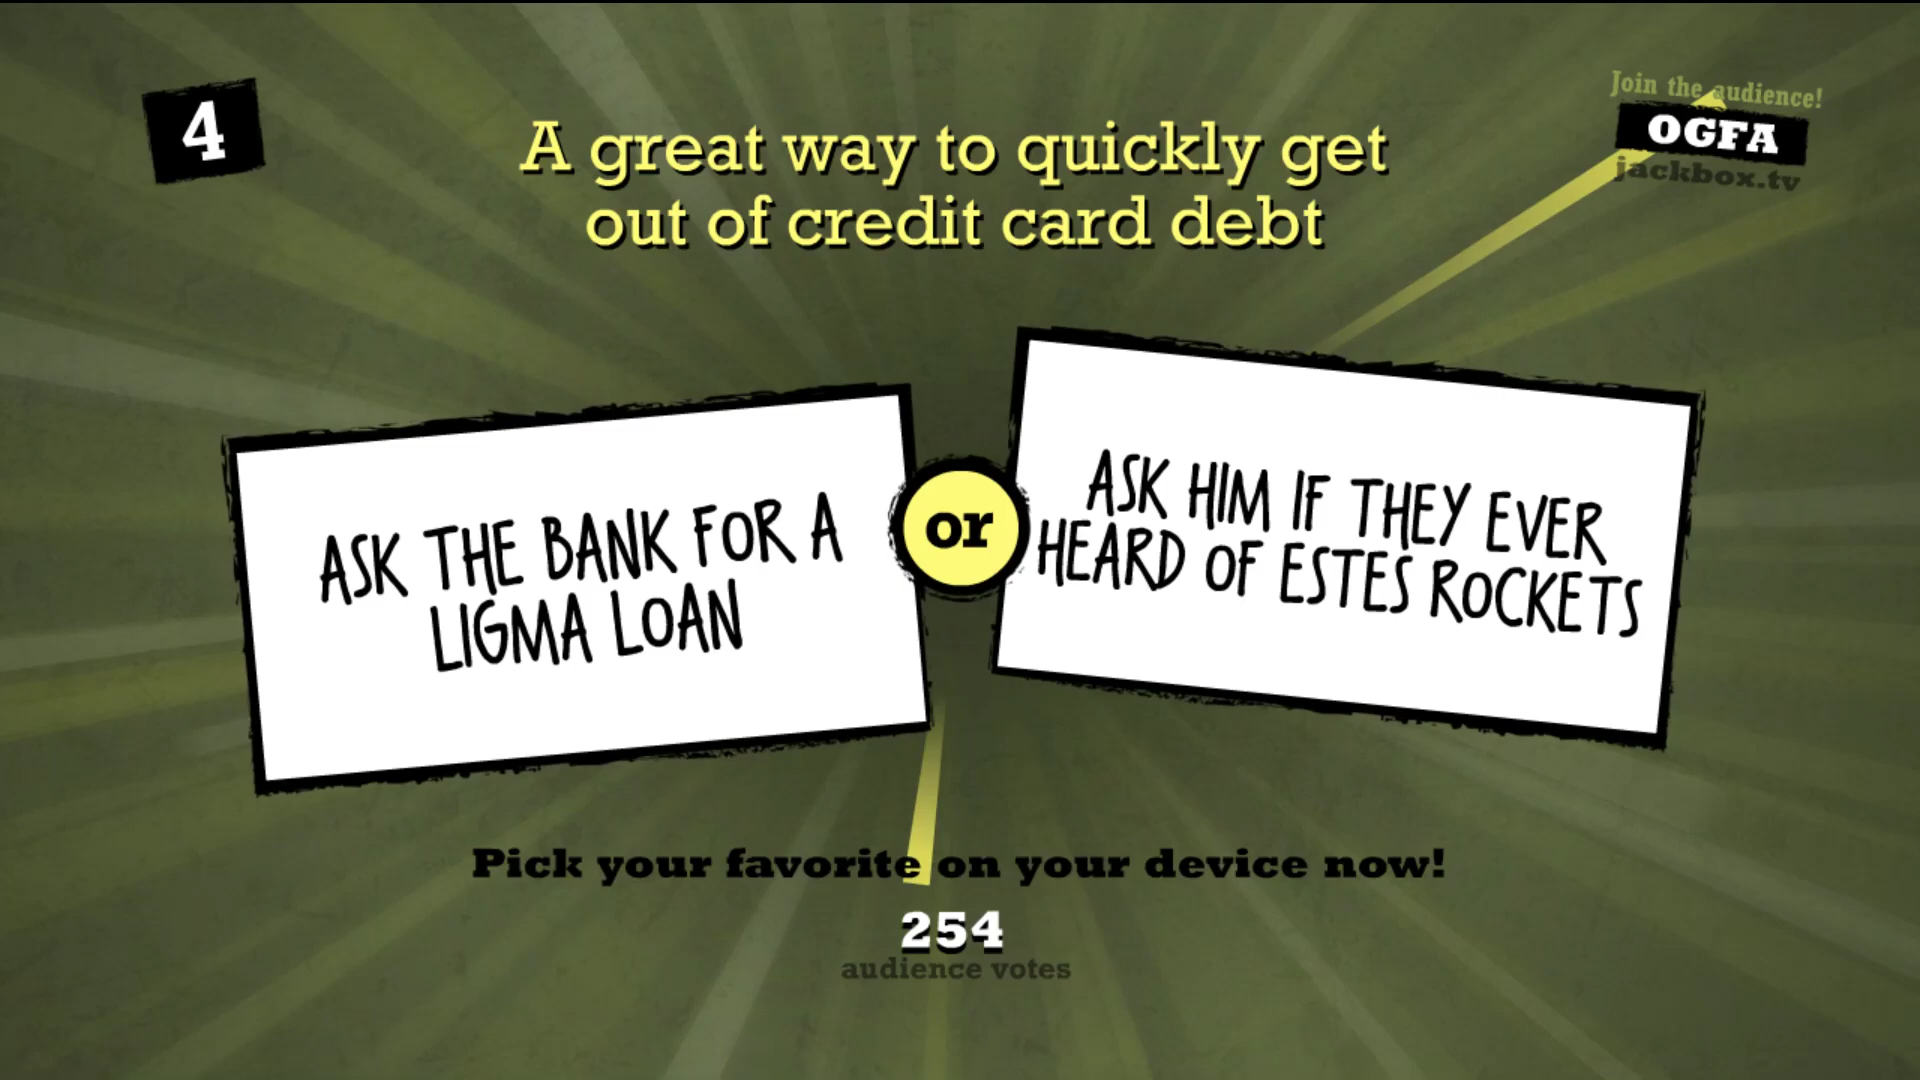 4
Join the audience!
OGFA
jackbox.tv
A great way to quickly get
out of credit card debt
ASK THE BANK FOR A
LIGMA LOAN
or
ASK HIM IF THEY EVER
HEARD OF ESTES ROCKETS
Pick your favorite on your device now!
254
audience votes